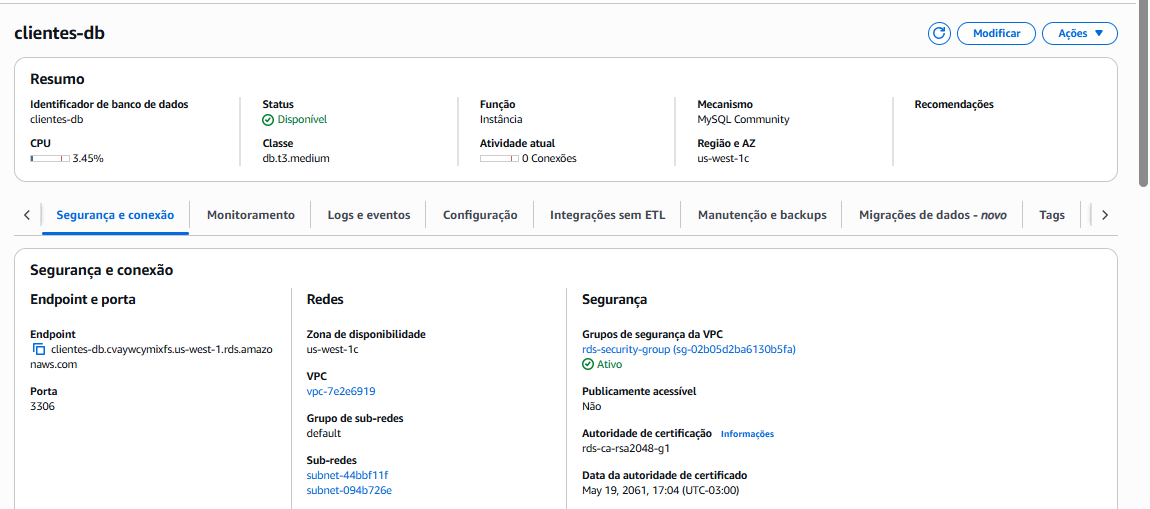 clientes-db
Modificar
Ações
Resumo
Identificador de banco de dados
clientes-db
Status
Disponível
Função
Instância
Mecanismo
MySQL Community
Recomendações
CPU
3.45%
Classe
db.t3.medium
Atividade atual
0 Conexões
Região e AZ
us-west-1c
Segurança e conexão
Monitoramento
Logs e eventos
Configuração
Integrações sem ETL
Manutenção e backups
Migrações de dados - novo
Tags
Segurança e conexão
Endpoint e porta
Endpoint
clientes-db.cvaywcymixfs.us-west-1.rds.amazo
naws.com
Porta
3306
Redes
Zona de disponibilidade
us-west-1c
VPC
vpc-7e2e6919
Grupo de sub-redes
default
Sub-redes
subnet-44bbf11f
subnet-094b726e
Segurança
Grupos de segurança da VPC
rds-security-group (sg-02b05d2ba6130b5fa)
Ativo
Publicamente acessível
Não
Autoridade de certificação Informações
rds-ca-rsa2048-g1
Data da autoridade de certificado
May 19, 2061, 17:04 (UTC-03:00)